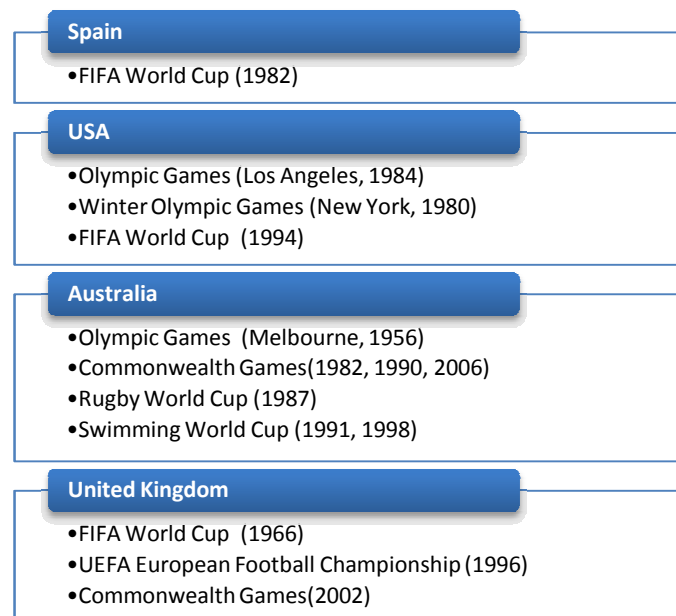 Spain
•FIFA World Cup (1982)
USA
•Olympic Games (Los Angeles, 1984)
•Winter Olympic Games (New York, 1980)
•FIFA World Cup (1994)
Australia
•Olympic Games (Melbourne, 1956)
•Commonwealth Games(1982, 1990, 2006)
•Rugby World Cup (1987)
•Swimming World Cup (1991, 1998)
United Kingdom
•FIFA World Cup (1966)
•UEFA European Football Championship (1996)
•Commonwealth Games(2002)